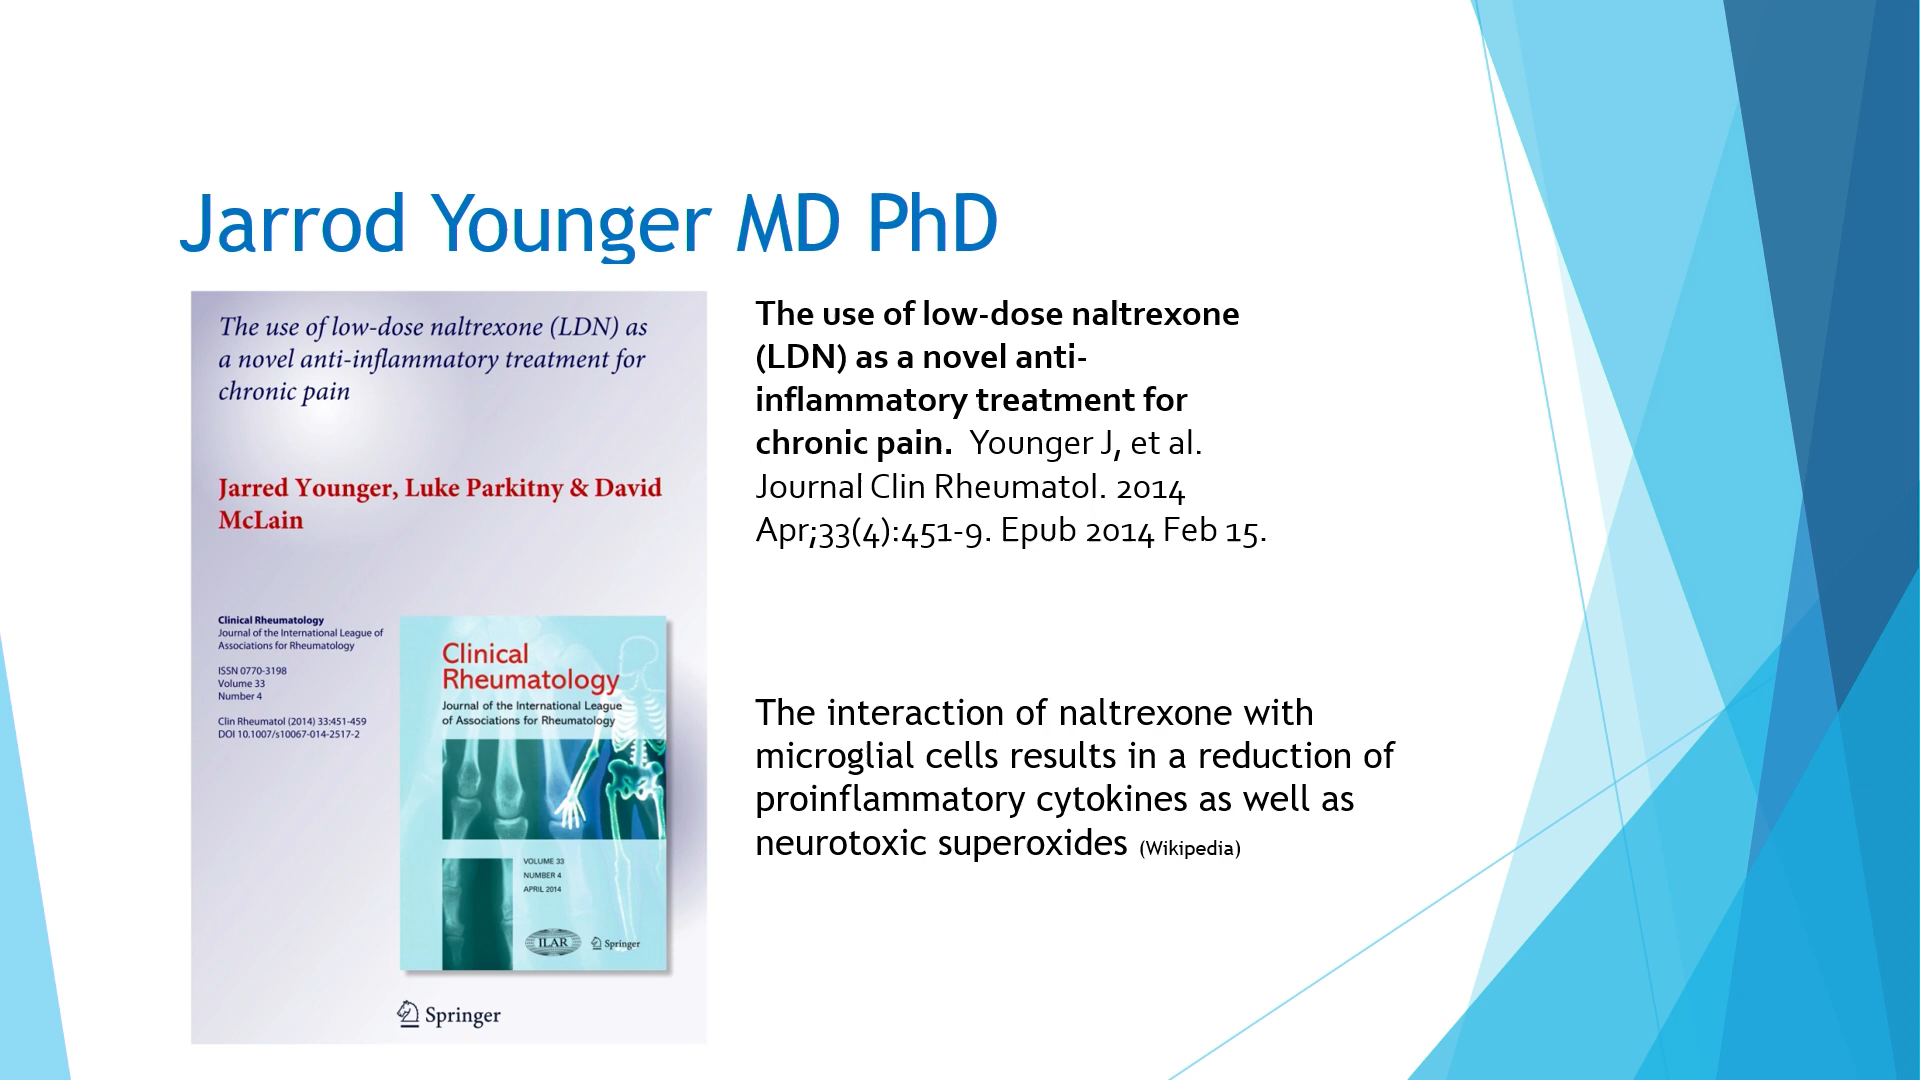 Jarrod Younger MD PhD
The use of low-dose naltrexone (LDN) as
a novel anti-inflammatory treatment for
chronic pain
Jarred Younger, Luke Parkitny & David
McLain
Clinical Rheumatology
Journal of the International League of
Associations for Rheumatology
ISSN 0770-3198
Volume 33
Number 4
Clin Rheumatol (2014) 33:451-459
DOI 10.1007/s10067-014-2517-2
Clinical
Rheumatology
Journal of the International League
of Associations for Rheumatology
VOLUME 33
NUMBER 4
APRIL 2014
ILAR
Springer
Springer
The use of low-dose naltrexone
(LDN) as a novel anti-
inflammatory treatment for
chronic pain. Younger J, et al.
Journal Clin Rheumatol. 2014
Apr;33(4):451-9. Epub 2014 Feb 15.
The interaction of naltrexone with
microglial cells results in a reduction of
proinflammatory cytokines as well as
neurotoxic superoxides (Wikipedia)